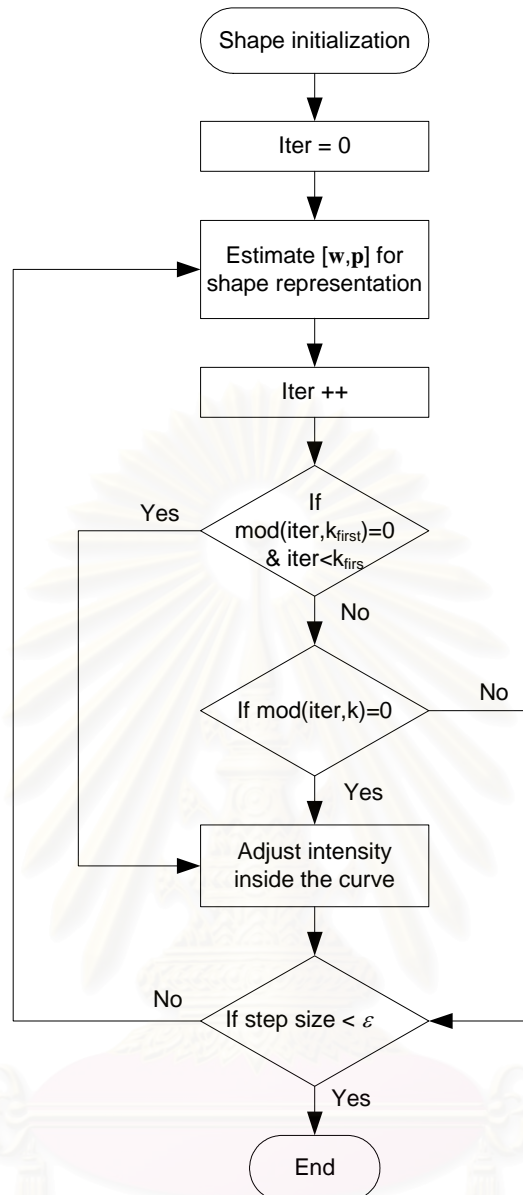 Shape initialization
Iter = 0
Estimate [w,p] for
shape representation
Iter ++
If
mod(iter,kfirst)=0
& iter<kfirs
Yes
No
If mod(iter,k)=0
No
Yes
Adjust intensity
inside the curve
If step size < ε
No
Yes
End